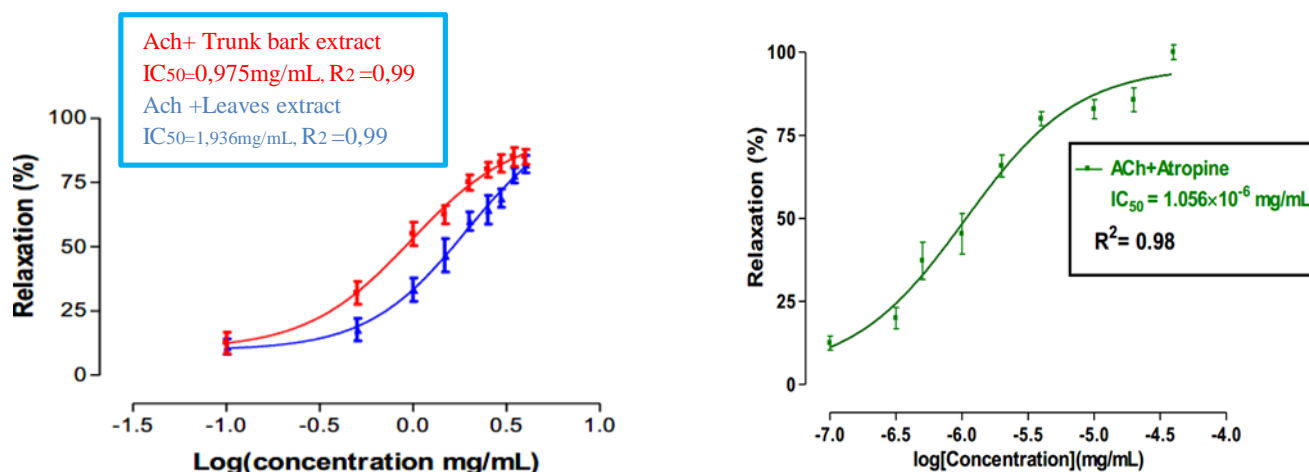 Ach+ Trunk bark extract
IC50=0,975mg/mL, R2 =0,99
Ach +Leaves extract
IC50=1,936mg/mL, R2=0,99
Relaxation (%)
100
75
50
25
0
-1.5 -1.0 -0.5 0.0 0.5 1.0
Log(concentration mg/mL)
Relaxation (%)
100
75
50
25
0
ACh+Atropine
IC50 = 1.056×10-6 mg/mL
R2= 0.98
-7.0 -6.5 -6.0 -5.5 -5.0 -4.5 -4.0
log[Concentration](mg/mL)